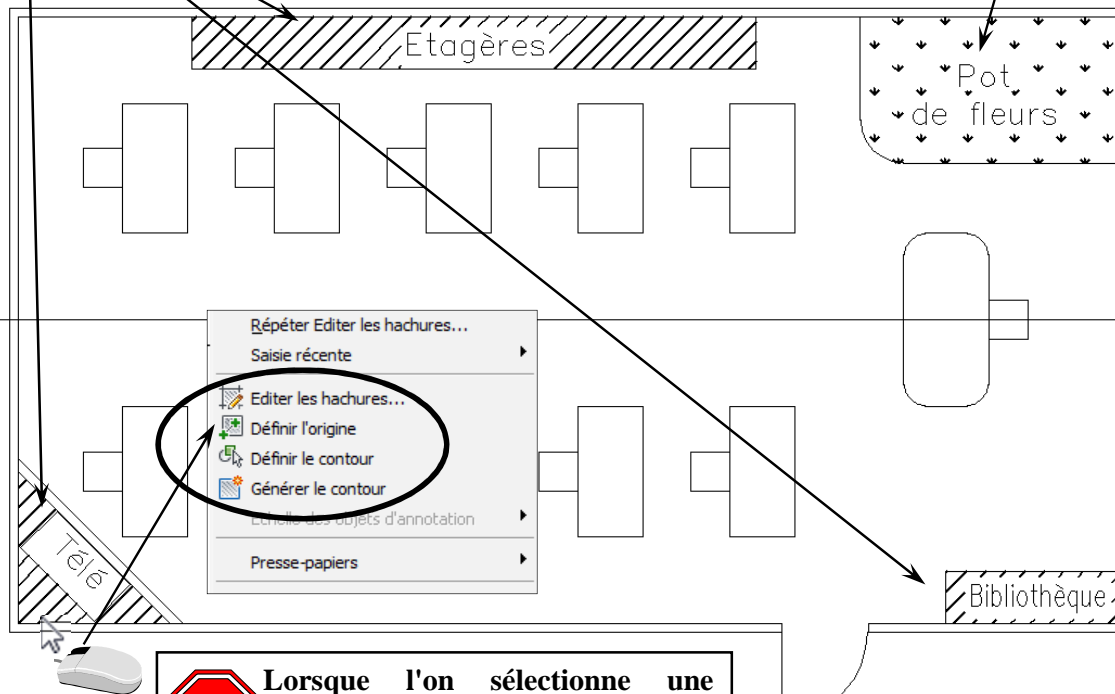 Etagères
Pot
de fleurs
Répéter Editer les hachures...
Saisie récente
Editer les hachures...
Définir l'origine
Définir le contour
Générer le contour
Echelle des objets d'annotation
Presse-papiers
Télé
Bibliothèque
Lorsque l'on sélectionne une